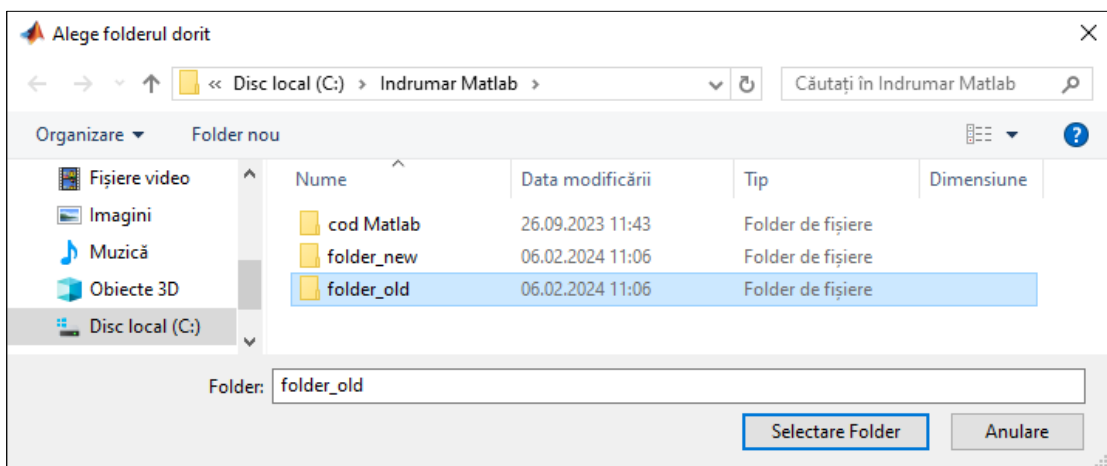 Alege folderul dorit
« Disc local (C:) › Indrumar Matlab ›
Căutați în Indrumar Matlab
Organizare Folder nou
?
Fișiere video
Imagini
Muzică
Obiecte 3D
Disc local (C:)
Nume Data modificării Tip Dimensiune
cod Matlab 26.09.2023 11:43 Folder de fișiere
folder_new 06.02.2024 11:06 Folder de fișiere
folder_old 06.02.2024 11:06 Folder de fișiere
Folder: folder_old
Selectare Folder Anulare